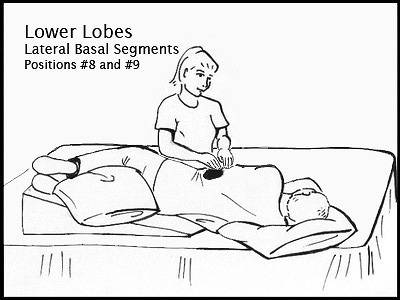 Lower Lobes
Lateral Basal Segments
Positions #8 and #9